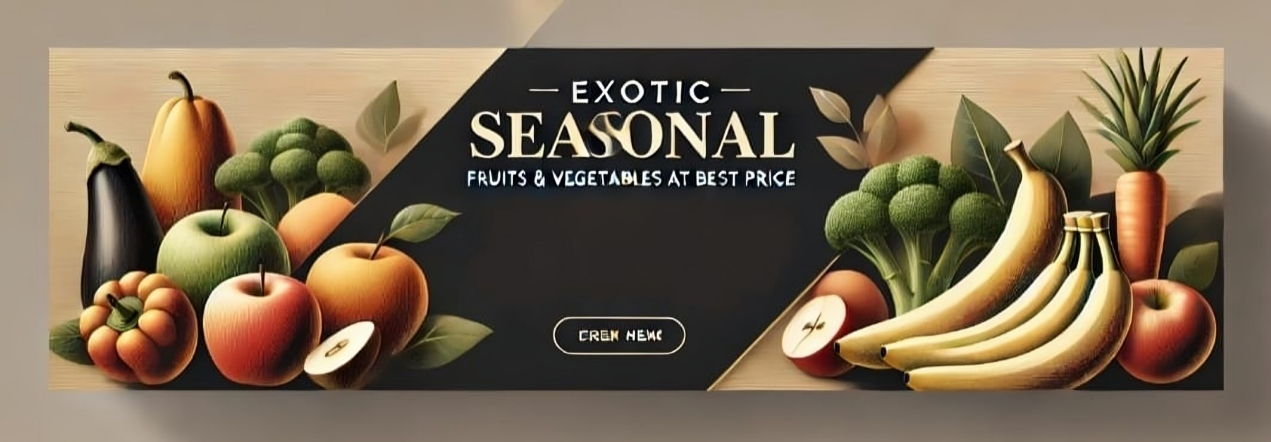 EXOTIC
SEASONAL
FRUITS & VEGETABLES AT BEST PRICE